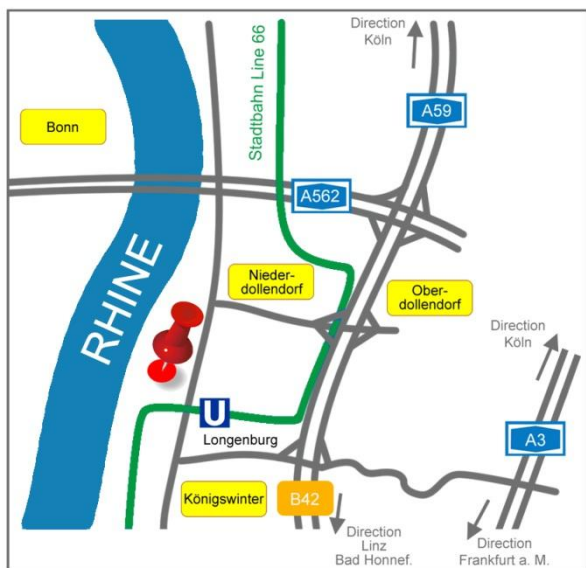 Direction
Köln
Stadtbahn Line 66
A59
Bonn
A562
RHINE
Nieder-
dollendorf
Ober-
dollendorf
Direction
Köln
U
Longenburg
A3
Königswinter
B42
Direction
Linz
Bad Honnef.
Direction
Frankfurt a. M.